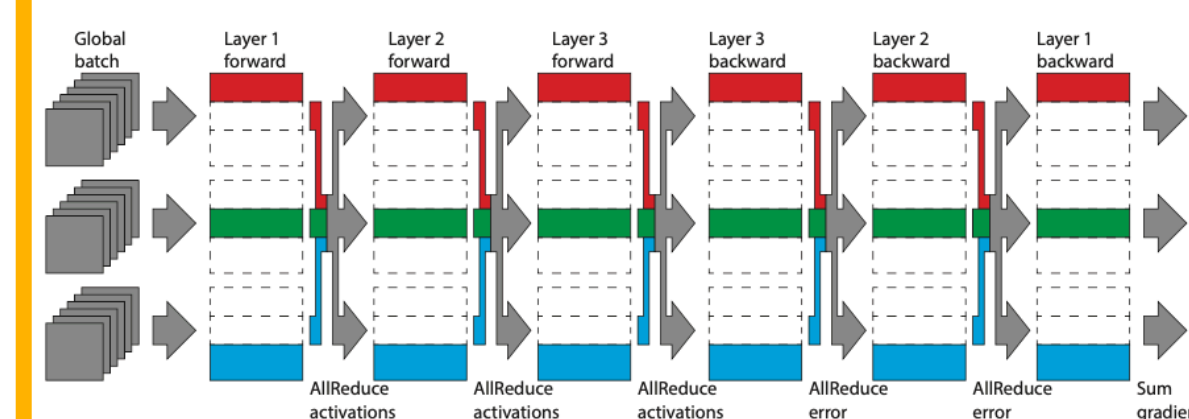 Global
batch
Layer 1
forward
Layer 2
forward
Layer 3
forward
Layer 3
backward
Layer 2
backward
Layer 1
backward
AllReduce
activations
AllReduce
activations
AllReduce
activations
AllReduce
error
AllReduce
error
Sum